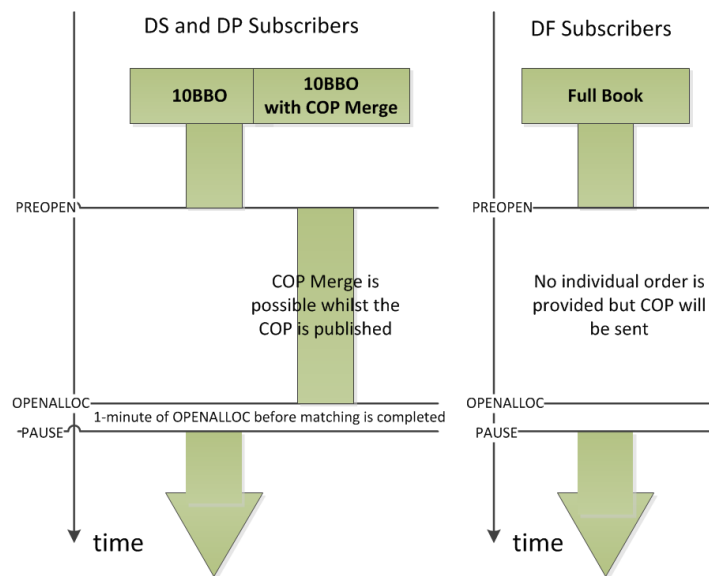 DS and DP Subscribers
10BBO
10BBO
with COP Merge
PREOPEN
COP Merge is
possible whilst the
COP is published
OPENALLOC
1-minute of OPENALLOC before matching is completed
PAUSE
time
DF Subscribers
Full Book
PREOPEN
No individual order is
provided but COP will
be sent
OPENALLOC
PAUSE
time